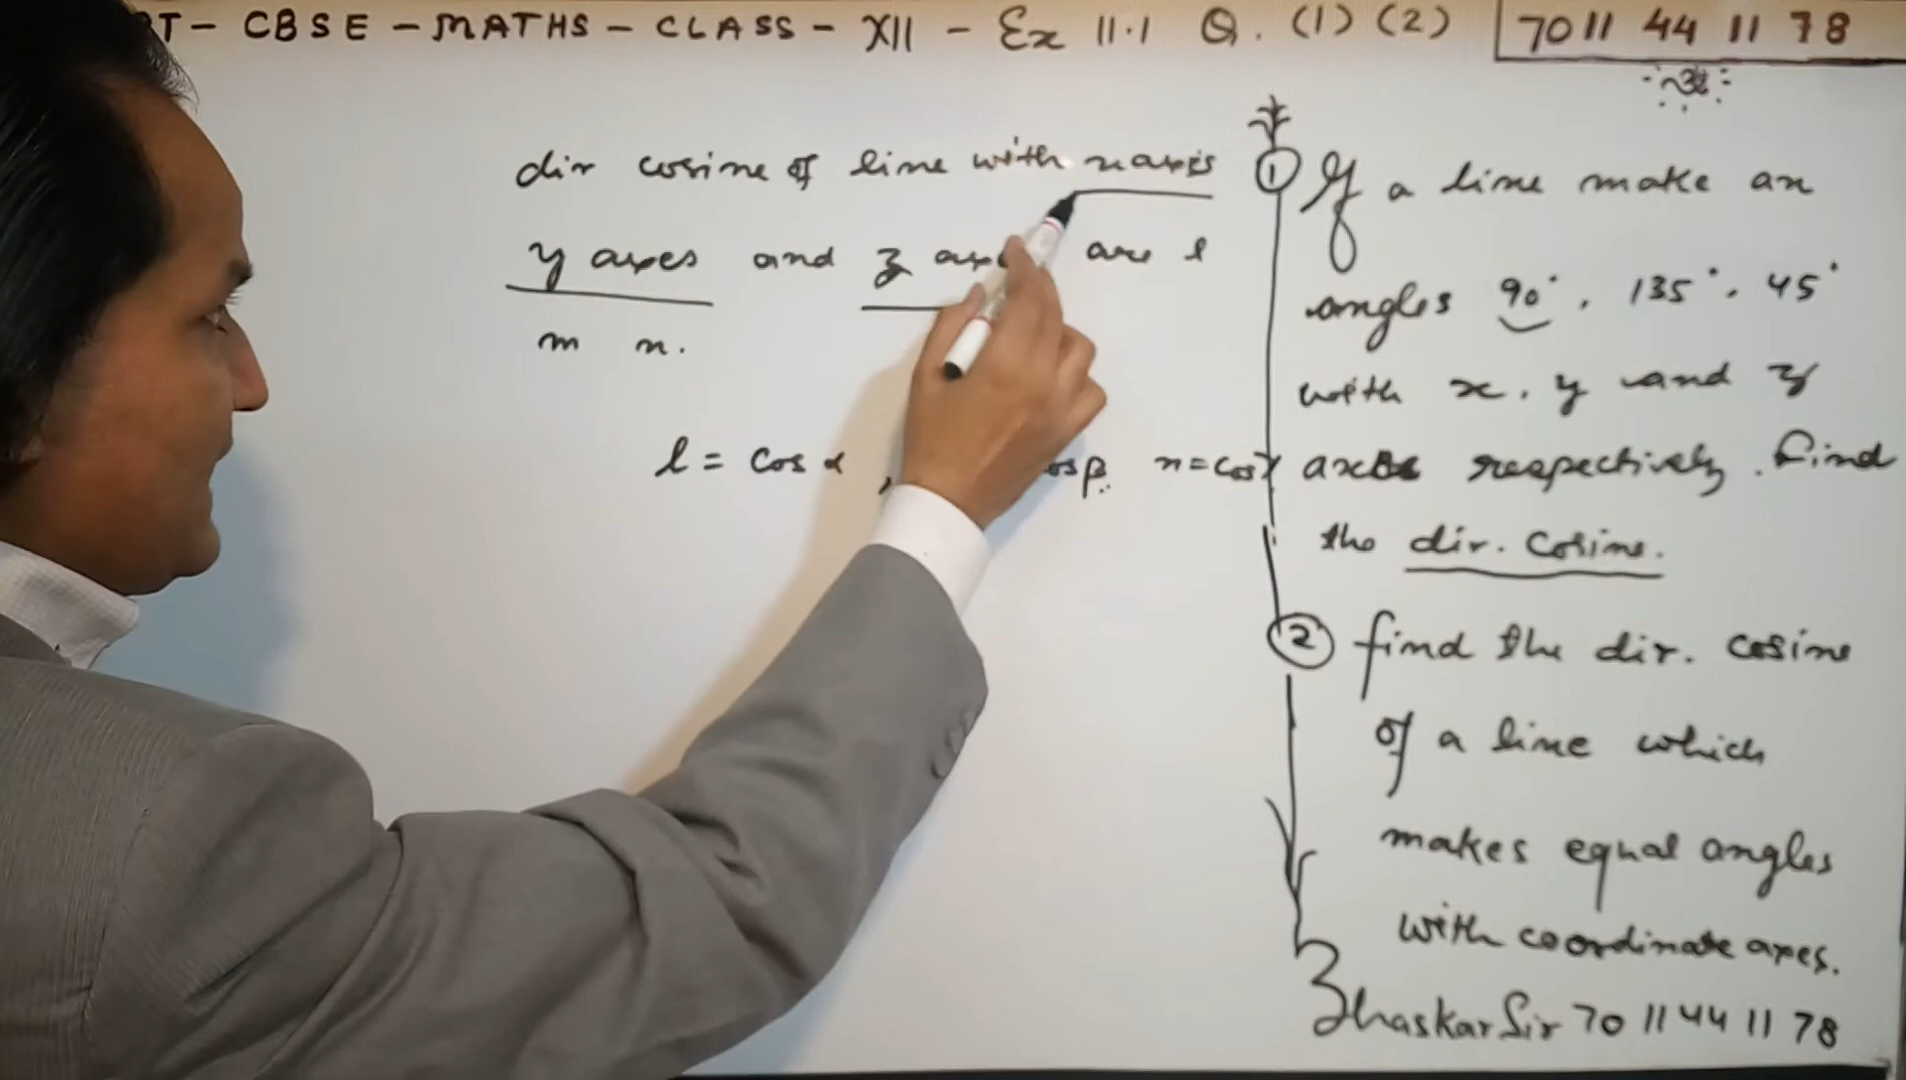 T - CBSE - MATHS - CLASS - XII - Ex 11.1 Q. (1) (2)
70 11 44 11 78
dir cosine of line with x axis
y axes and z are l
m n.
l = cos α , cos β n = cos γ
① If a line make an
angles 90°, 135°, 45°
with x, y and z
axes respectively. Find
the dir. Cosine.
② find the dir. cosine
of a line which
makes equal angles
with coordinate axes.
Bhaskar Sir 70 11 44 11 78